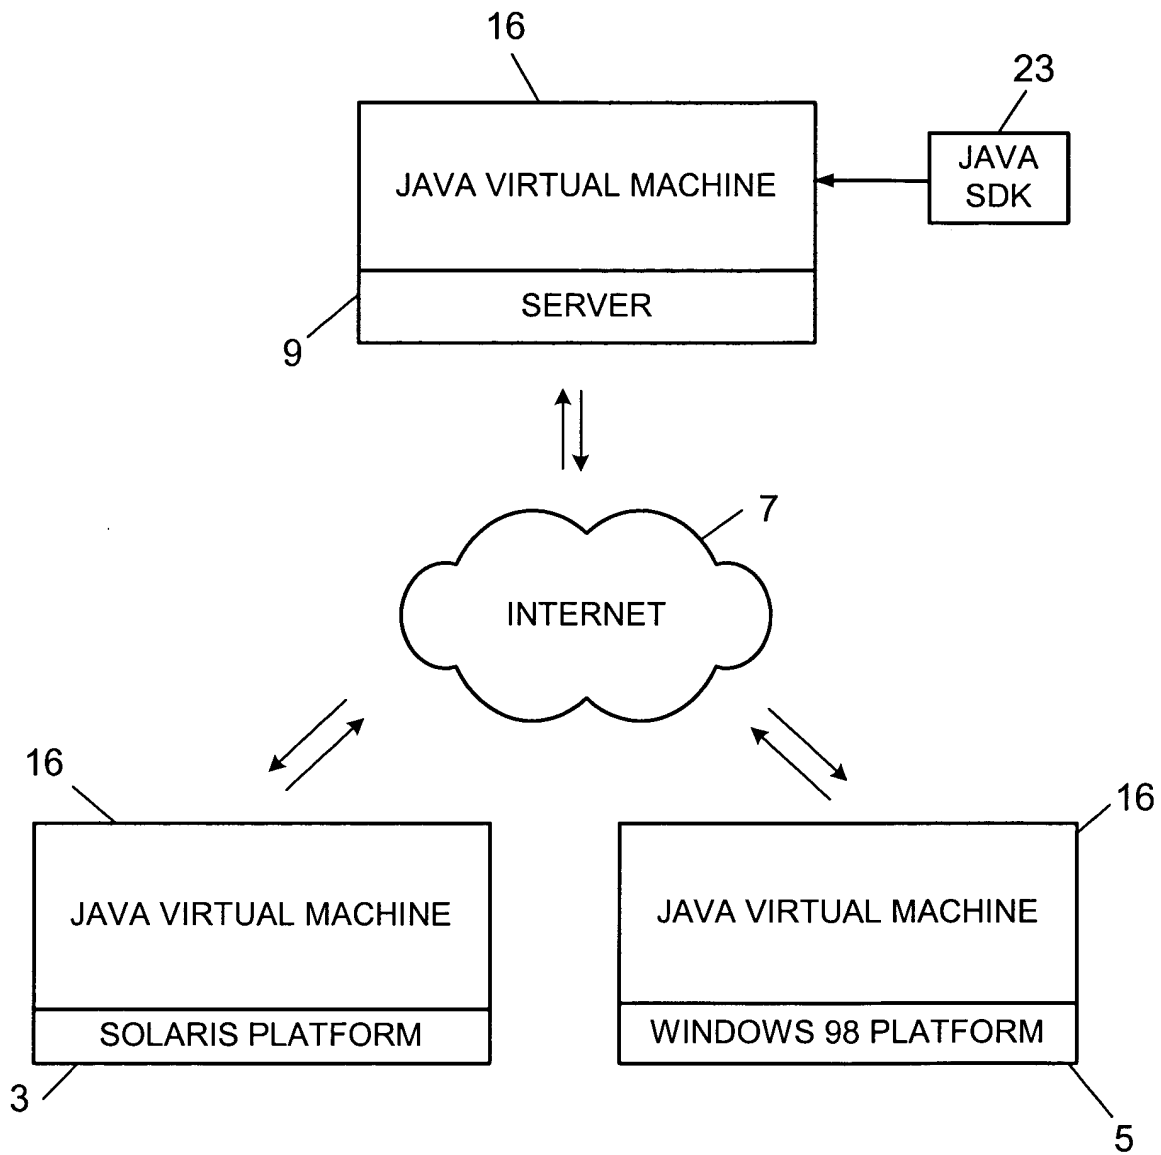 16
23
JAVA VIRTUAL MACHINE
JAVA
SDK
SERVER
9
7
INTERNET
16
16
JAVA VIRTUAL MACHINE
JAVA VIRTUAL MACHINE
SOLARIS PLATFORM
WINDOWS 98 PLATFORM
3
5